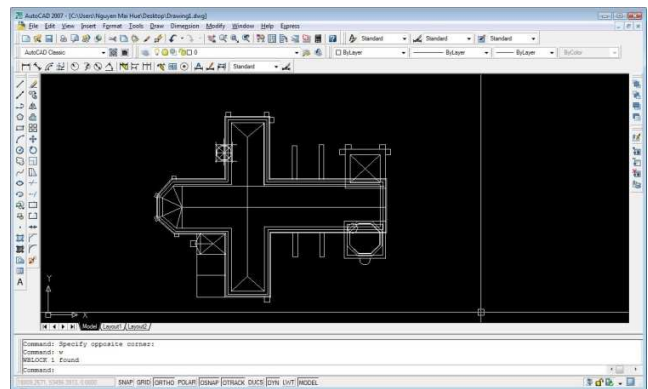 AutoCAD 2007 - [C:\Users\Nguyen Mai Hue\Desktop\Drawing1.dwg]
File Edit View Insert Format Tools Draw Dimension Modify Window Help Express
Standard Standard Standard
AutoCAD Classic 0 ByLayer ByLayer ByLayer ByColor
Standard
Y
X
Model Layout1 Layout2
Command: Specify opposite corner:
Command: w
WBLOCK 1 found
Command:
SNAP GRID ORTHO POLAR OSNAP OTRACK DUCS DYN LWT MODEL